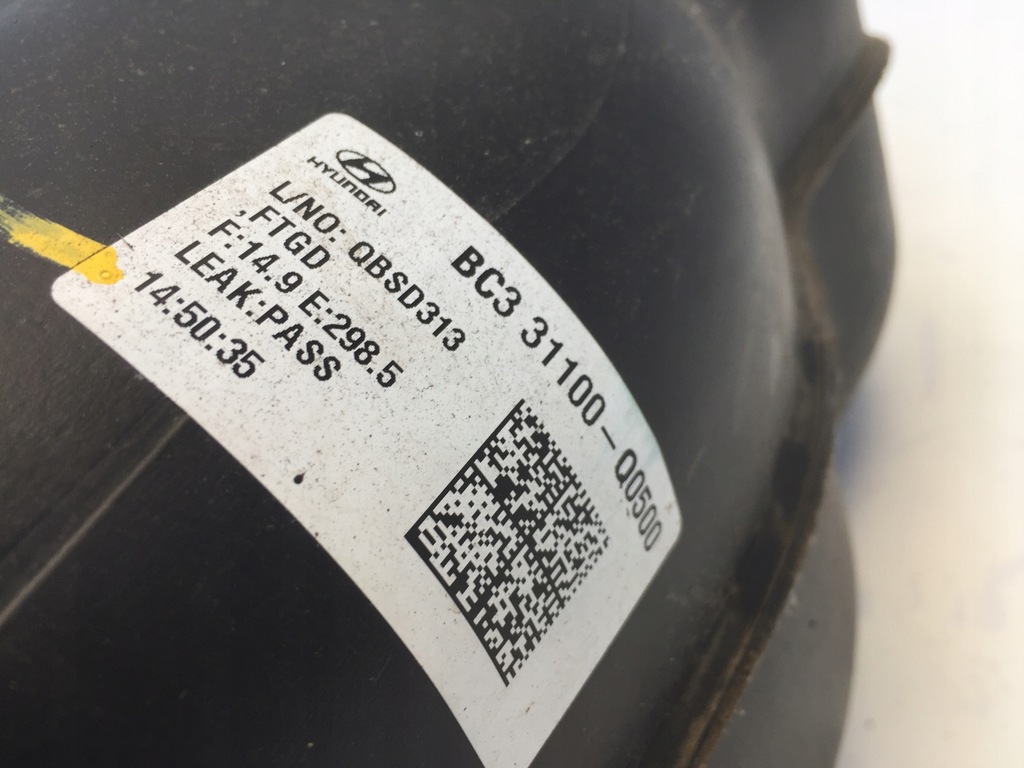 HYUNDAI
BC3 31100-Q0500
L/NO: QBSD313
,FTGD
F:14.9 E:298.5
LEAK:PASS
14:50:35